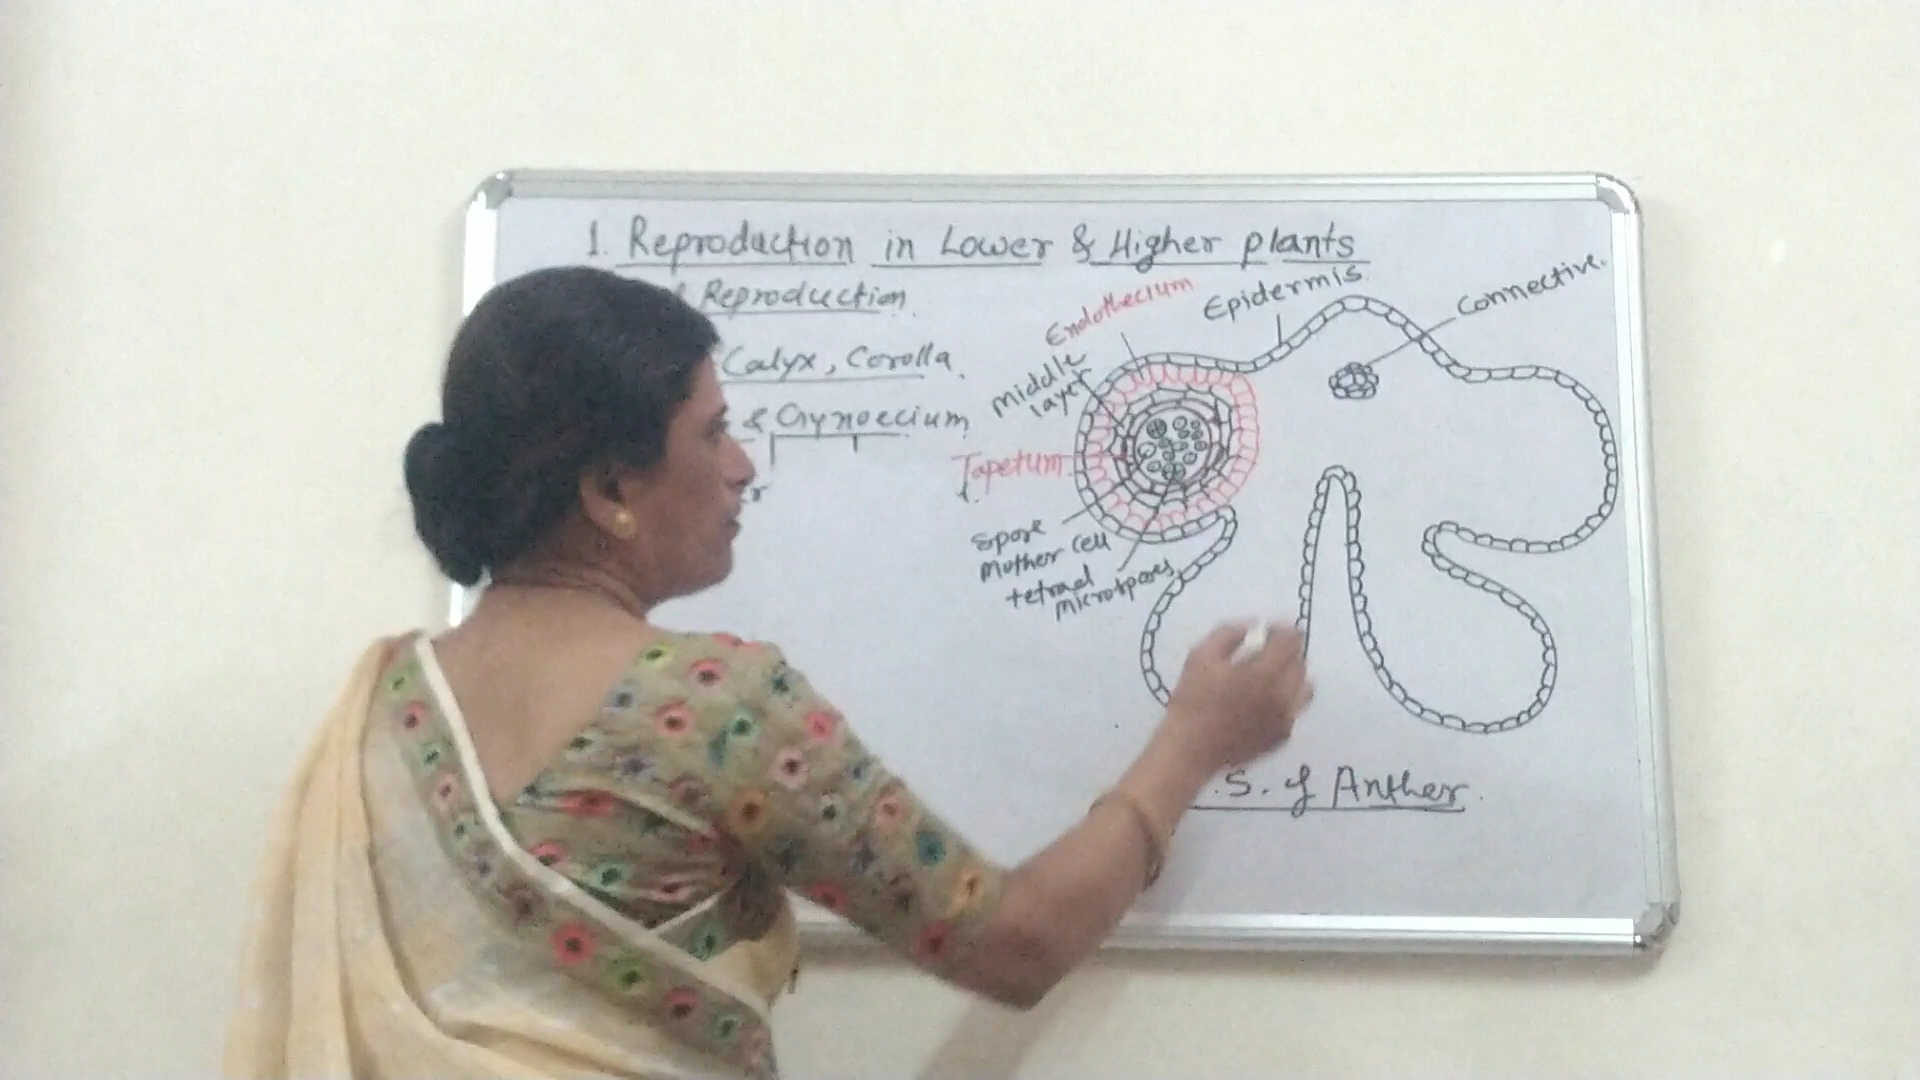 1. Reproduction in Lower & Higher plants
Reproduction
Calyx, Corolla
& Gynoecium
Endothecium
Epidermis
Connective.
Middle
layer
Tapetum
Spore
Mother cell
tetrad
microspores
.S. of Anther